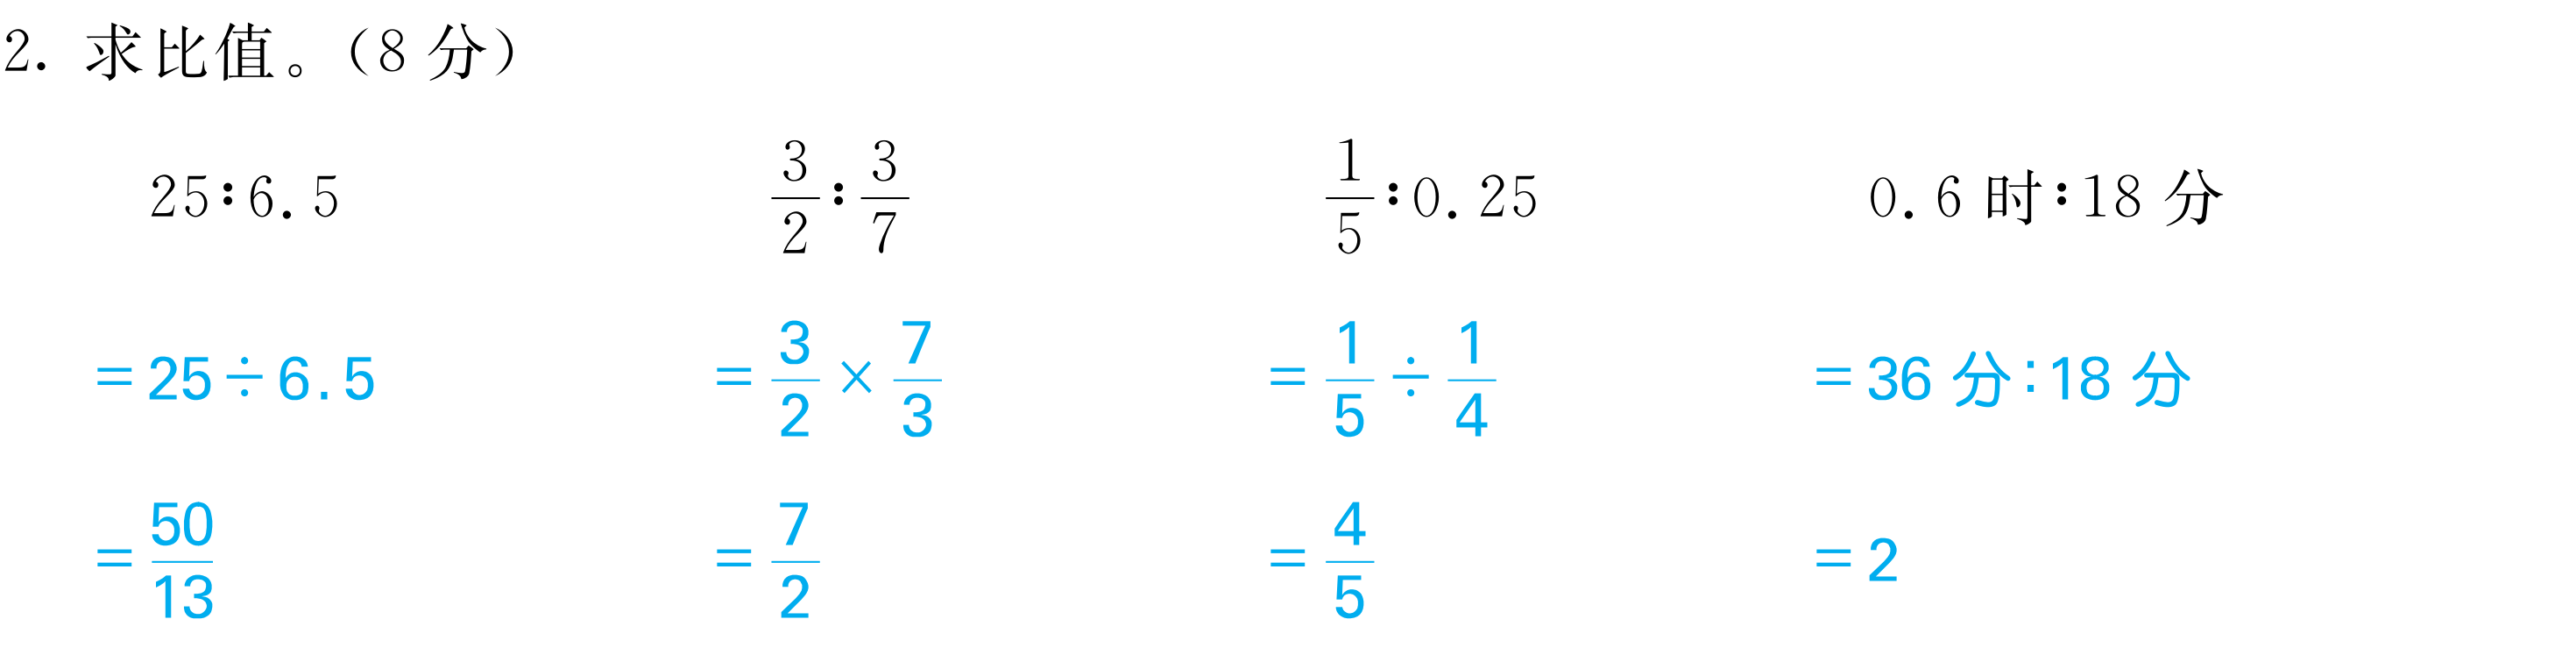 2. 求比值。(8 分)
25∶6.5 3/2∶3/7 1/5∶0.25 0.6 时∶18 分
=25÷6.5 =3/2×7/3 =1/5÷1/4 =36 分∶18 分
=50/13 =7/2 =4/5 =2